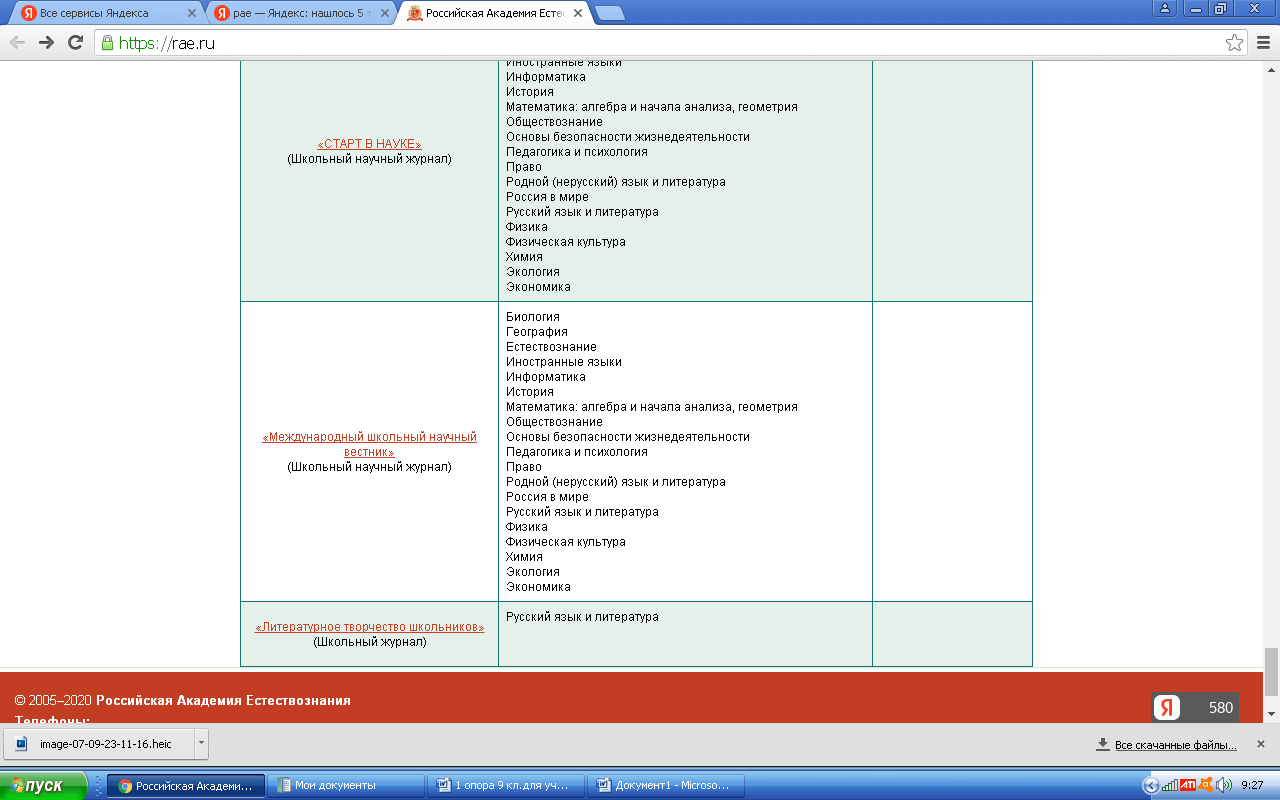 Все сервисы Яндекса
рае — Яндекс: нашлось 5 т
Российская Академия Есте
https://rae.ru
«СТАРТ В НАУКЕ»
(Школьный научный журнал)
Иностранные языки
Информатика
История
Математика: алгебра и начала анализа, геометрия
Обществознание
Основы безопасности жизнедеятельности
Педагогика и психология
Право
Родной (нерусский) язык и литература
Россия в мире
Русский язык и литература
Физика
Физическая культура
Химия
Экология
Экономика
«Международный школьный научный
вестник»
(Школьный научный журнал)
Биология
География
Естествознание
Иностранные языки
Информатика
История
Математика: алгебра и начала анализа, геометрия
Обществознание
Основы безопасности жизнедеятельности
Педагогика и психология
Право
Родной (нерусский) язык и литература
Россия в мире
Русский язык и литература
Физика
Физическая культура
Химия
Экология
Экономика
«Литературное творчество школьников»
(Школьный журнал)
Русский язык и литература
© 2005–2020 Российская Академия Естествознания
Телефоны:
Я 580
image-07-09-23-11-16.heic
Все скачанные файлы...
пуск
Российская Академи...
Мои документы
1 опора 9 кл.для уч...
Документ1 - Microso...
ATI
9:27